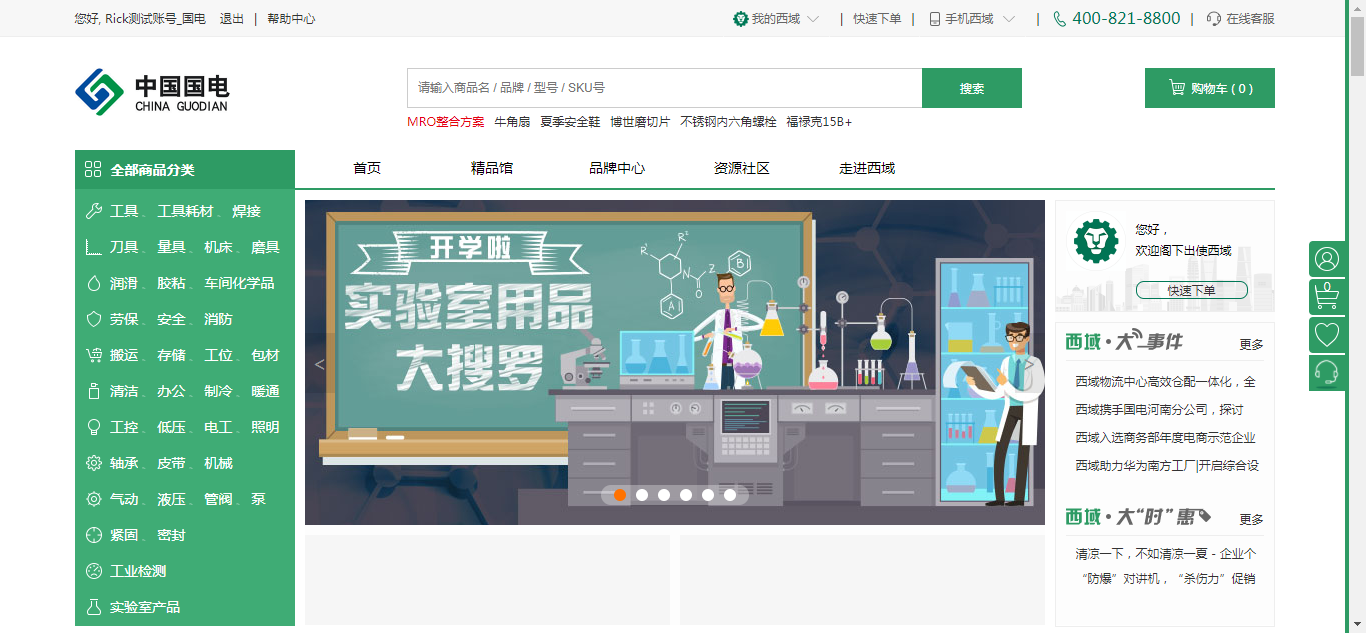 您好, Rick测试账号_国电 退出 | 帮助中心
我的西域 | 快速下单 | 手机西域 | 400-821-8800 | 在线客服
中国国电
CHINA GUODIAN
请输入商品名 / 品牌 / 型号 / SKU号
搜索
购物车 ( 0 )
MRO整合方案 牛角扇 夏季安全鞋 博世磨切片 不锈钢内六角螺栓 福禄克15B+
全部商品分类
首页 精品馆 品牌中心 资源社区 走进西域
工具、工具耗材、焊接
刀具、量具、机床、磨具
润滑、胶粘、车间化学品
劳保、安全、消防
搬运、存储、工位、包材
清洁、办公、制冷、暖通
工控、低压、电工、照明
轴承、皮带、机械
气动、液压、管阀、泵
紧固、密封
工业检测
实验室产品
开学啦
实验室用品
大搜罗
R¹
R²
N
2
O
A
B
<
您好，
欢迎阁下出使西域
快速下单
西域·大事件
更多
西域物流中心高效仓配一体化，全
西域携手国电河南分公司，探讨
西域入选商务部年度电商示范企业
西域助力华为南方工厂|开启综合设
西域·大“时”惠
更多
清凉一下，不如清凉一夏 - 企业个
“防爆”对讲机，“杀伤力”促销
0